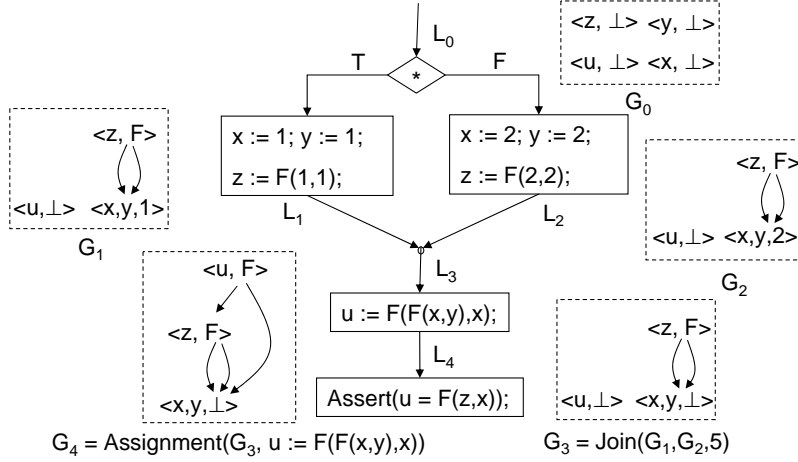 L0
<z, ⊥> <y, ⊥>
<u, ⊥> <x, ⊥>
G0
T
*
F
x := 1; y := 1;
z := F(1,1);
x := 2; y := 2;
z := F(2,2);
<z, F>
<u,⊥> <x,y,1>
G1
<z, F>
<u,⊥> <x,y,2>
G2
L1
L2
L3
u := F(F(x,y),x);
L4
Assert(u = F(z,x));
<u, F>
<z, F>
<x,y,⊥>
G4 = Assignment(G3, u := F(F(x,y),x))
<z, F>
<u,⊥> <x,y,⊥>
G3 = Join(G1,G2,5)